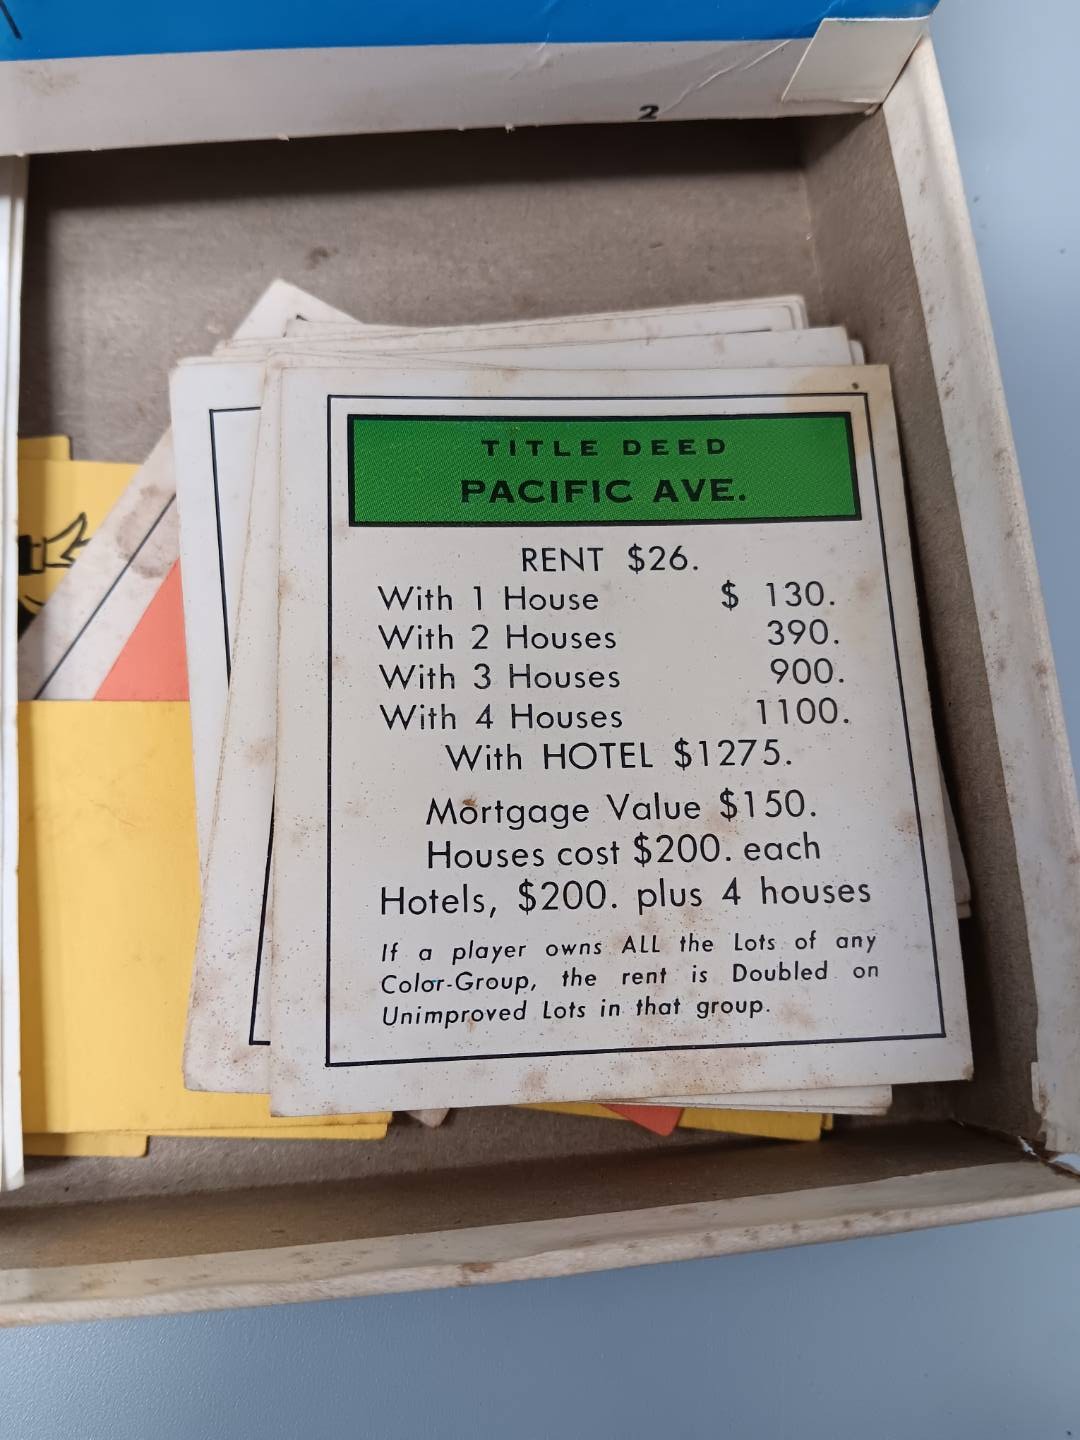 2
TITLE DEED
PACIFIC AVE.
RENT $26.
With 1 House $ 130.
With 2 Houses 390.
With 3 Houses 900.
With 4 Houses 1100.
With HOTEL $1275.
Mortgage Value $150.
Houses cost $200. each
Hotels, $200. plus 4 houses
If a player owns ALL the Lots of any
Color-Group, the rent is Doubled on
Unimproved Lots in that group.